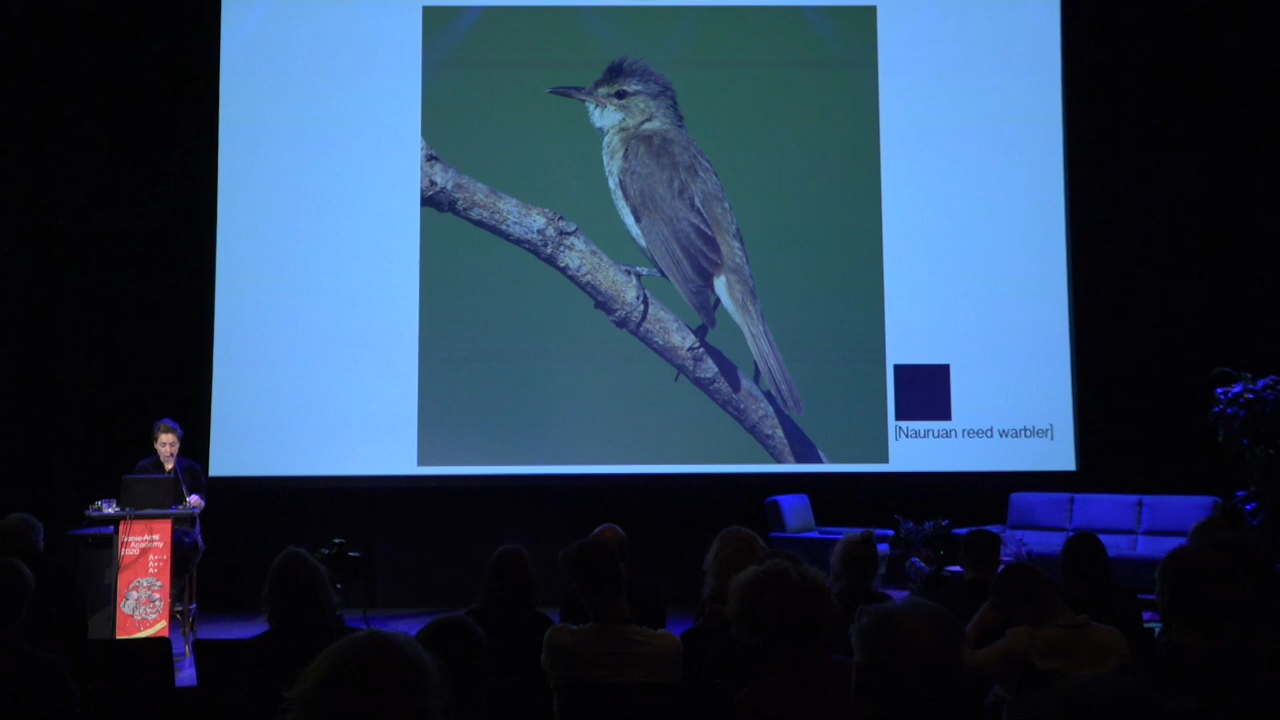 [Nauruan reed warbler]
Sonic Acts
Academy
2020
A+++
A++
A+